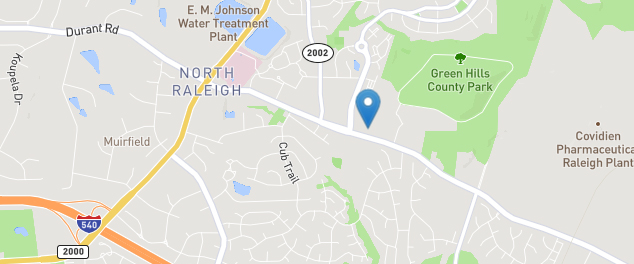 E. M. Johnson
Water Treatment
Plant
Durant Rd
2002
Koupela Dr
NORTH
RALEIGH
Green Hills
County Park
Covidien
Pharmaceutica
Raleigh Plant
Muirfield
Cub Trail
540
2000